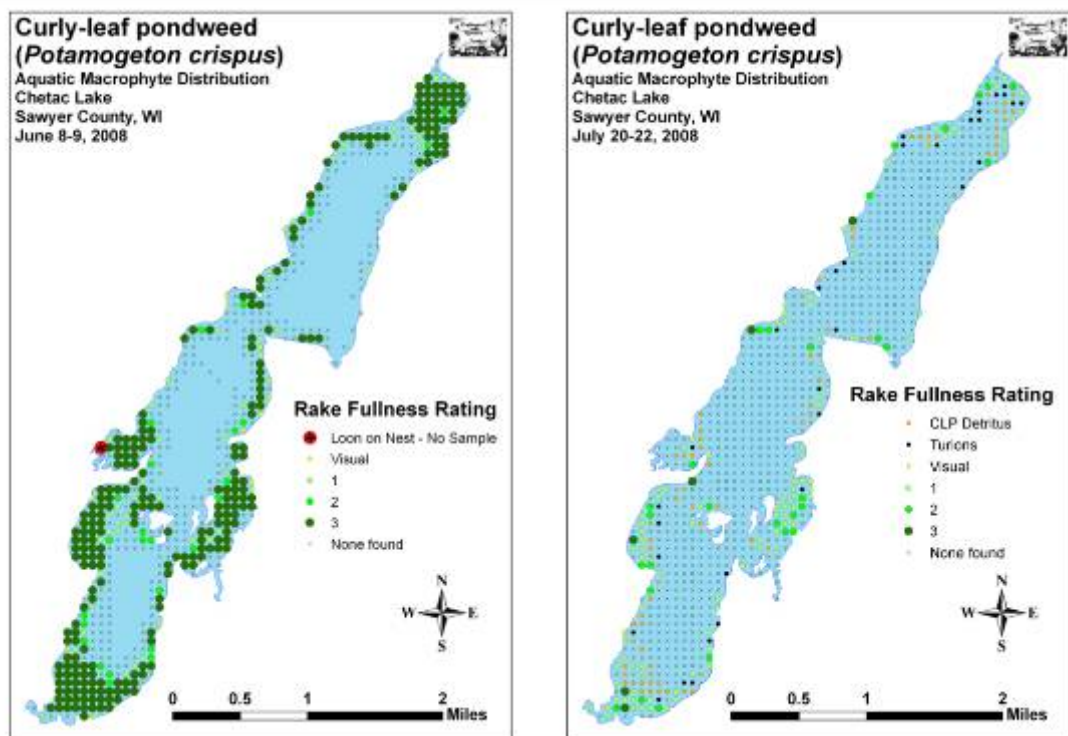 Curly-leaf pondweed
(Potamogeton crispus)
Aquatic Macrophyte Distribution
Chetac Lake
Sawyer County, WI
June 8-9, 2008
Rake Fullness Rating
Loon on Nest - No Sample
Visual
1
2
3
None found
N
W E
S
0 0.5 1 2
Miles
Curly-leaf pondweed
(Potamogeton crispus)
Aquatic Macrophyte Distribution
Chetac Lake
Sawyer County, WI
July 20-22, 2008
Rake Fullness Rating
CLP Detritus
Turions
Visual
1
2
3
None found
N
W E
S
0 0.5 1 2
Miles